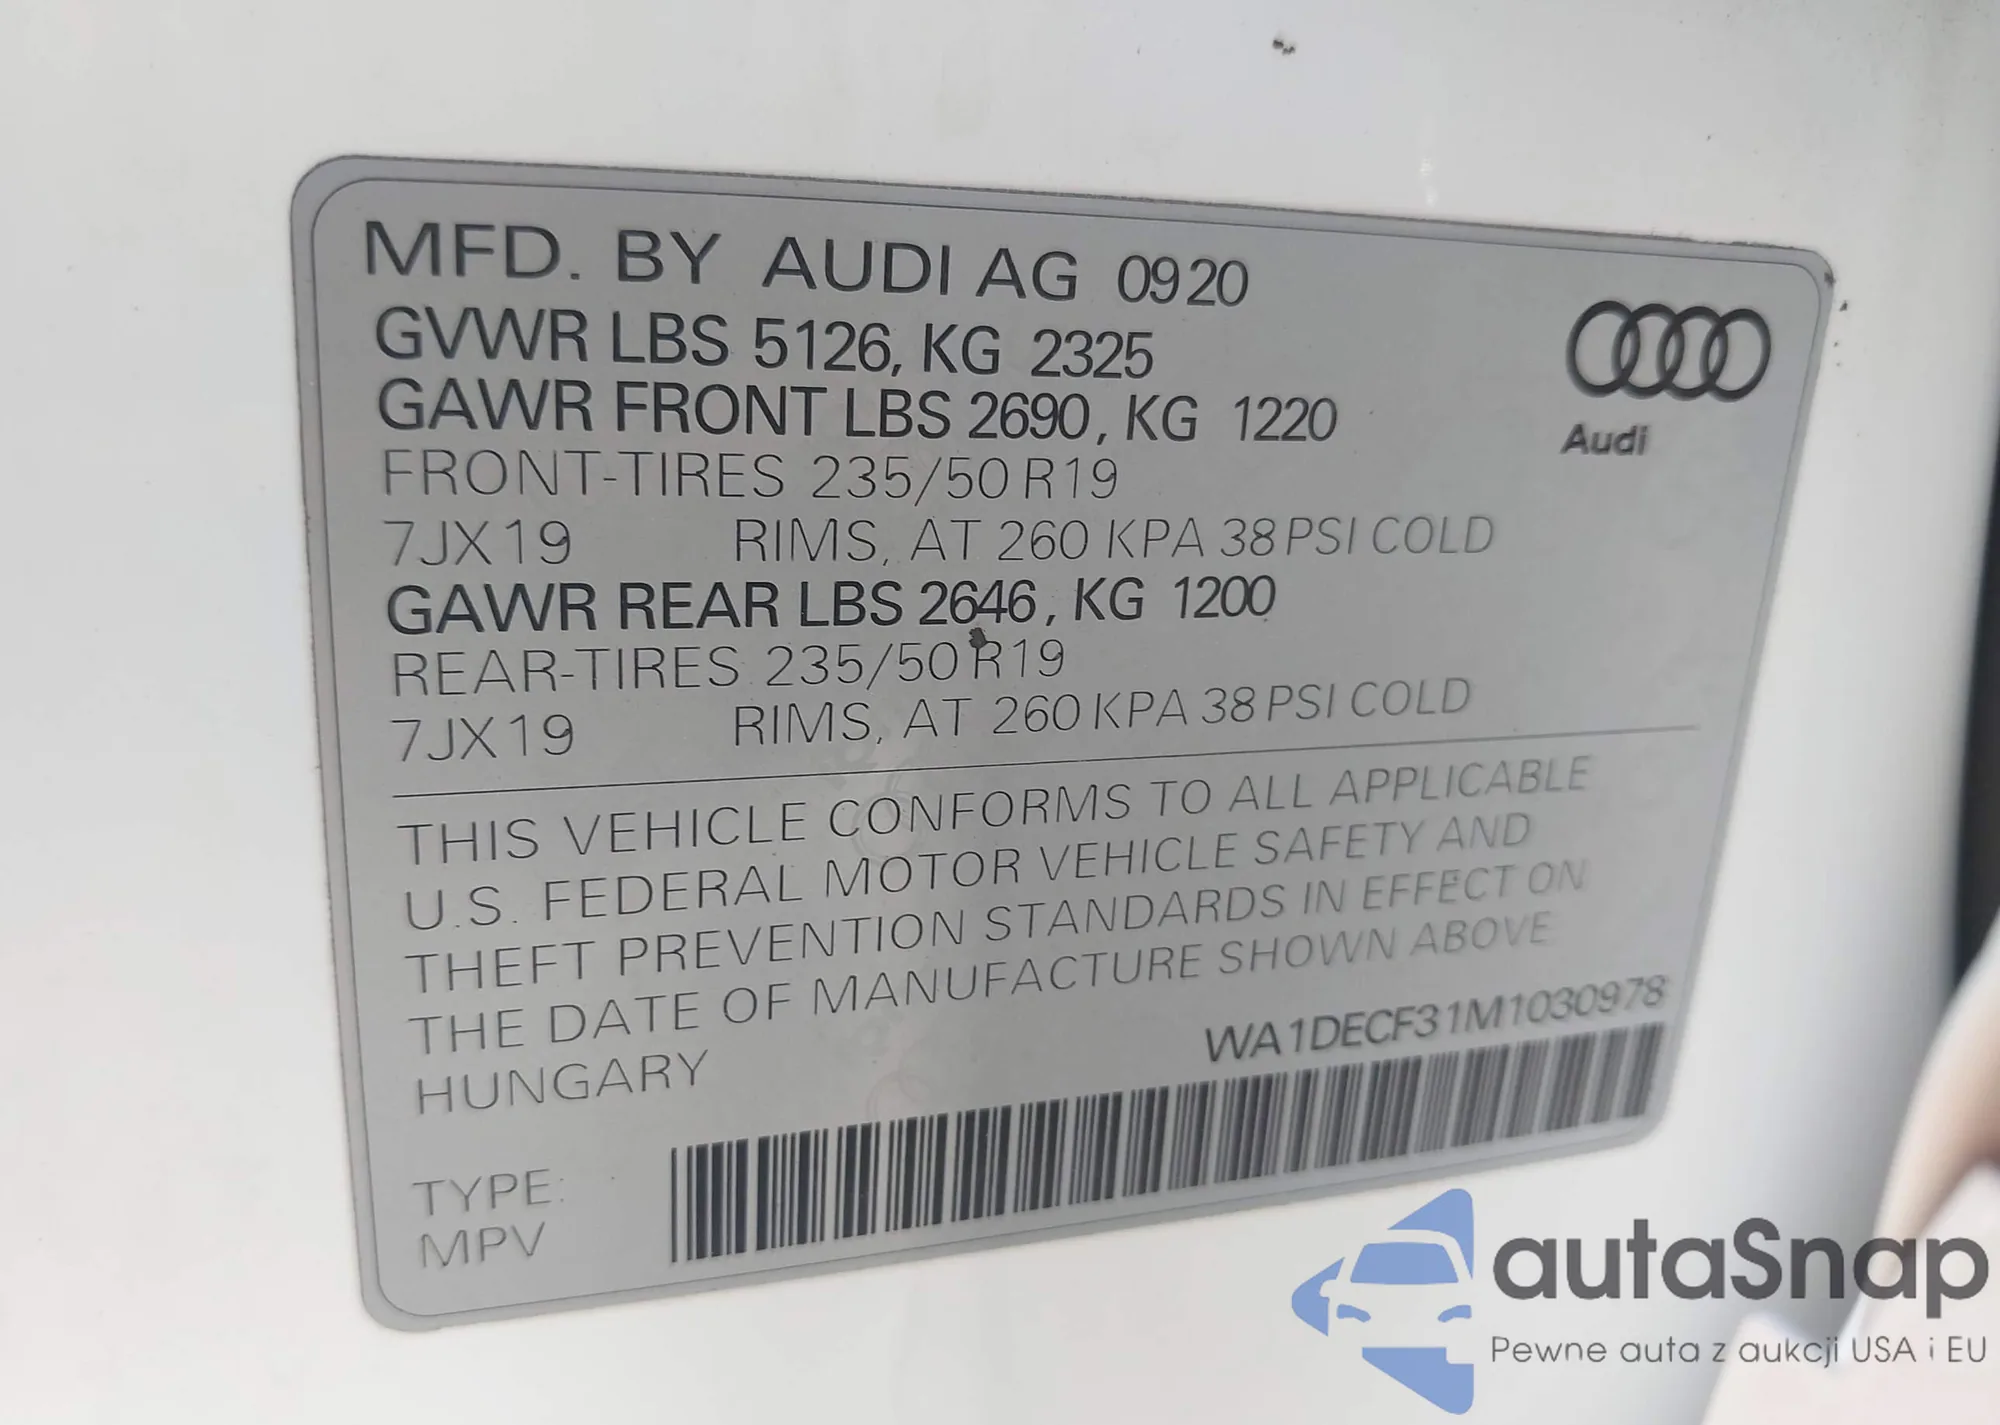 MFD. BY AUDI AG 0920
GVWR LBS 5126, KG 2325
GAWR FRONT LBS 2690, KG 1220
FRONT-TIRES 235/50 R19
7JX19 RIMS, AT 260 KPA 38 PSI COLD
GAWR REAR LBS 2646, KG 1200
REAR-TIRES 235/50 R19
7JX19 RIMS, AT 260 KPA 38 PSI COLD
Audi
THIS VEHICLE CONFORMS TO ALL APPLICABLE
U.S. FEDERAL MOTOR VEHICLE SAFETY AND
THEFT PREVENTION STANDARDS IN EFFECT ON
THE DATE OF MANUFACTURE SHOWN ABOVE
HUNGARY
WA1DECF31M1030978
TYPE:
MPV
autaSnap
Pewne auta z aukcji USA i EU